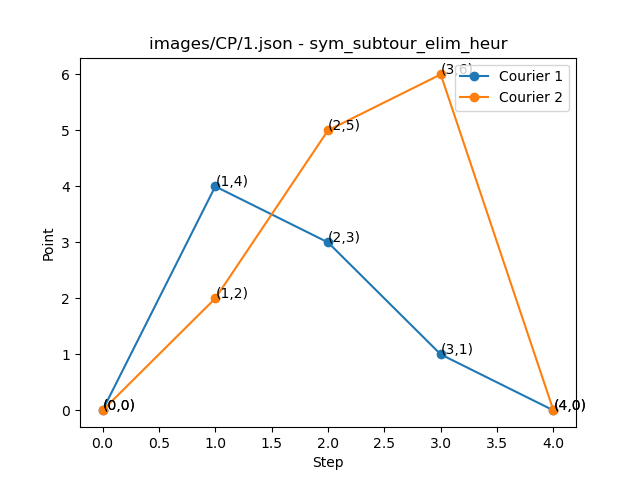 images/CP/1.json - sym_subtour_elim_heur
Courier 1
Courier 2
Point
6
5
4
3
2
1
0
(0,0)
(1,4)
(1,2)
(2,5)
(2,3)
(3,6)
(3,1)
(4,0)
0.0 0.5 1.0 1.5 2.0 2.5 3.0 3.5 4.0
Step